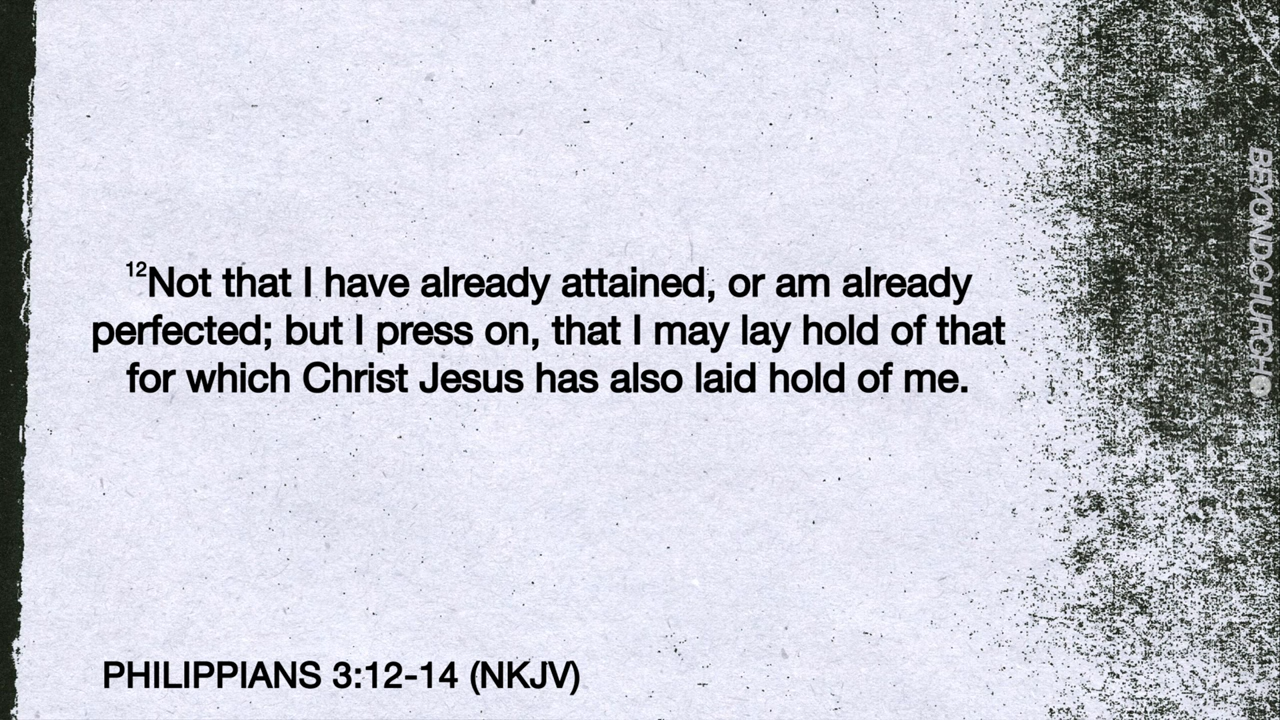 12Not that I have already attained, or am already
perfected; but I press on, that I may lay hold of that
for which Christ Jesus has also laid hold of me.
PHILIPPIANS 3:12-14 (NKJV)
BEYONDCHURCH